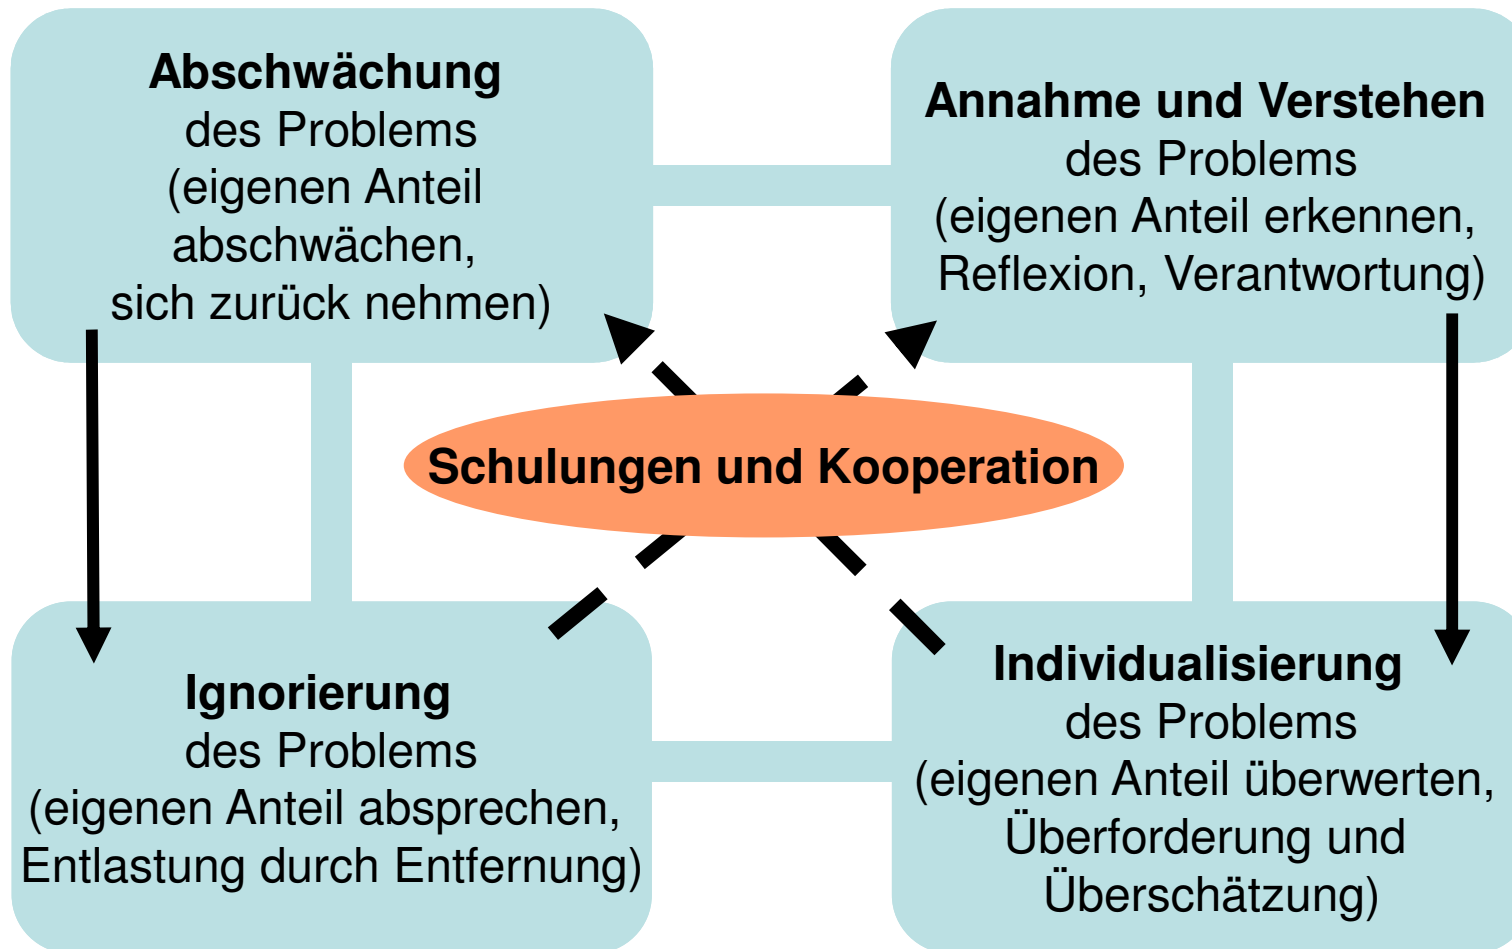 Abschwächung
des Problems
(eigenen Anteil
abschwächen,
sich zurück nehmen)
Annahme und Verstehen
des Problems
(eigenen Anteil erkennen,
Reflexion, Verantwortung)
Schulungen und Kooperation
Ignorierung
des Problems
(eigenen Anteil absprechen,
Entlastung durch Entfernung)
Individualisierung
des Problems
(eigenen Anteil überwerten,
Überforderung und
Überschätzung)